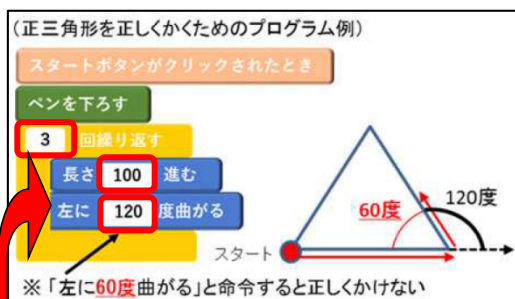 (正三角形を正しくかくためのプログラム例)
スタートボタンがクリックされたとき
ペンを下ろす
3 回繰り返す
長さ 100 進む
左に 120 度曲がる
60度
120度
スタート
※「左に60度曲がる」と命令すると正しくかけない